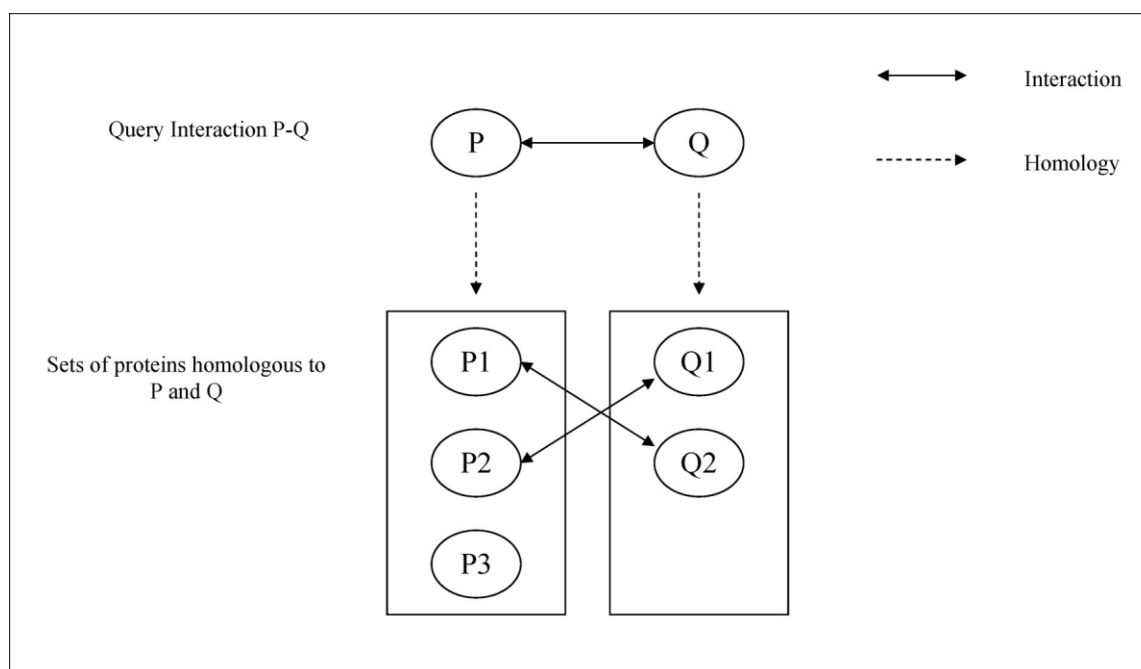 Interaction
Query Interaction P-Q
P
Q
Homology
Sets of proteins homologous to
P and Q
P1
Q1
P2
Q2
P3